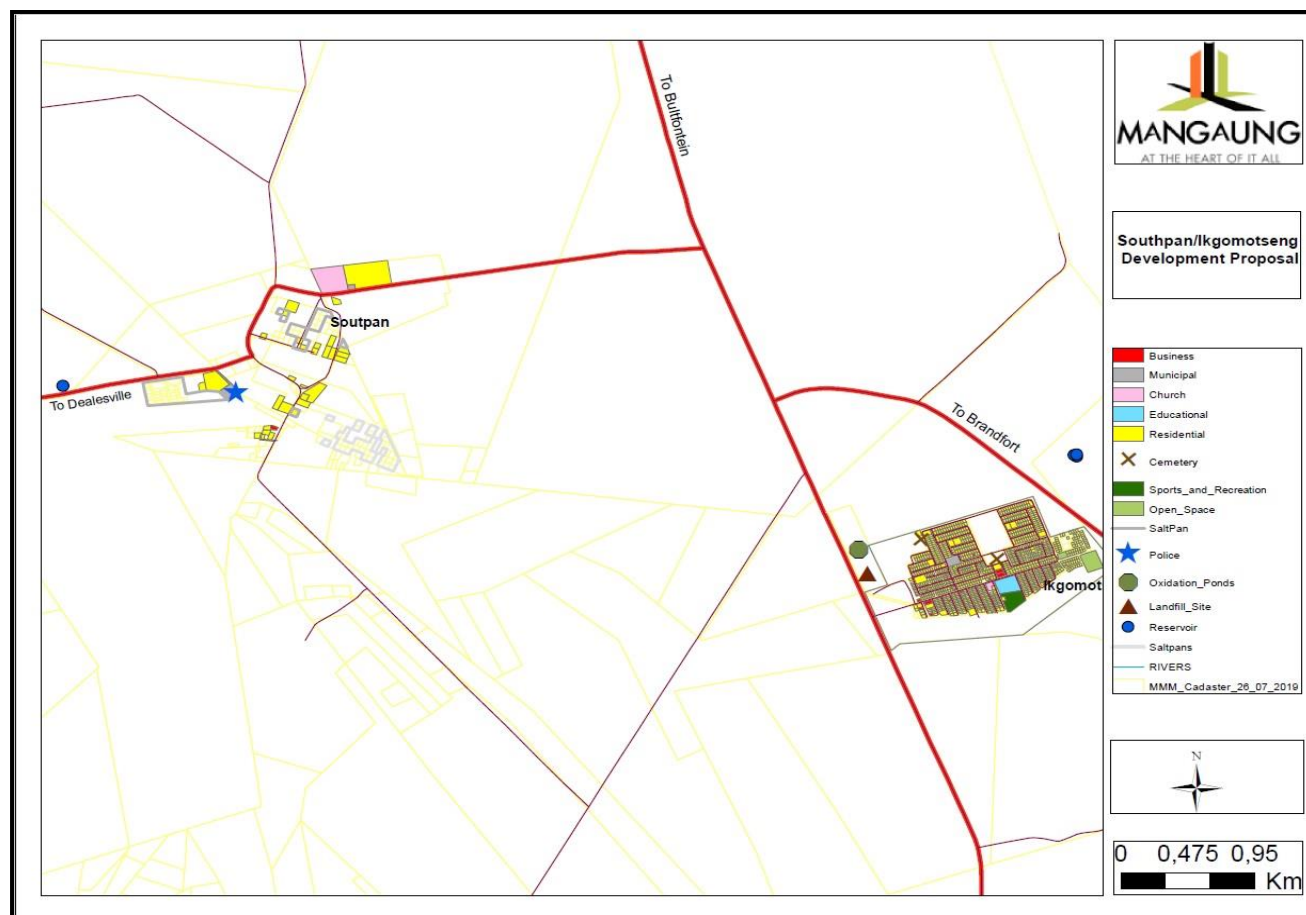 To Bultfontein
Soutpan
To Dealesville
To Brandfort
Ikgomot
MANGAUNG
AT THE HEART OF IT ALL
Southpan/Ikgomotseng
Development Proposal
Business
Municipal
Church
Educational
Residential
Cemetery
Sports_and_Recreation
Open_Space
SaltPan
Police
Oxidation_Ponds
Landfill_Site
Reservoir
Saltpans
RIVERS
MMM_Cadaster_26_07_2019
N
0 0,475 0,95
Km